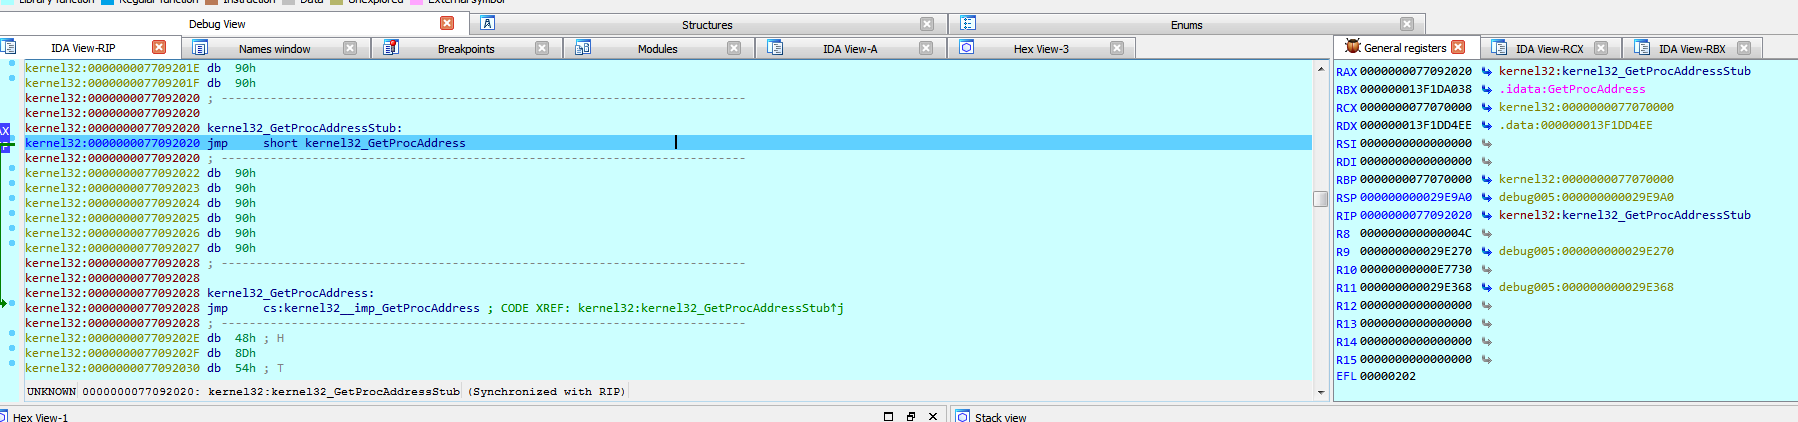 Library function Regular function Instruction Data Unexplored External symbol
Debug View Structures Enums
IDA View-RIP Names window Breakpoints Modules IDA View-A Hex View-3
kernel32:000000007709201E db 90h
kernel32:000000007709201F db 90h
kernel32:0000000077092020 ; ---------------------------------------------------------------------------
kernel32:0000000077092020
kernel32:0000000077092020 kernel32_GetProcAddressStub:
kernel32:0000000077092020 jmp short kernel32_GetProcAddress
kernel32:0000000077092020 ; ---------------------------------------------------------------------------
kernel32:0000000077092022 db 90h
kernel32:0000000077092023 db 90h
kernel32:0000000077092024 db 90h
kernel32:0000000077092025 db 90h
kernel32:0000000077092026 db 90h
kernel32:0000000077092027 db 90h
kernel32:0000000077092028 ; ---------------------------------------------------------------------------
kernel32:0000000077092028
kernel32:0000000077092028 kernel32_GetProcAddress:
kernel32:0000000077092028 jmp cs:kernel32__imp_GetProcAddress ; CODE XREF: kernel32:kernel32_GetProcAddressStub↑j
kernel32:0000000077092028 ; ---------------------------------------------------------------------------
kernel32:000000007709202E db 48h ; H
kernel32:000000007709202F db 8Dh
kernel32:0000000077092030 db 54h ; T
UNKNOWN 0000000077092020: kernel32:kernel32_GetProcAddressStub (Synchronized with RIP)
General registers IDA View-RCX IDA View-RBX
RAX 0000000077092020 kernel32:kernel32_GetProcAddressStub
RBX 000000013F1DA038 .idata:GetProcAddress
RCX 0000000077070000 kernel32:0000000077070000
RDX 000000013F1DD4EE .data:000000013F1DD4EE
RSI 0000000000000000
RDI 0000000000000000
RBP 0000000077070000 kernel32:0000000077070000
RSP 000000000029E9A0 debug005:000000000029E9A0
RIP 0000000077092020 kernel32:kernel32_GetProcAddressStub
R8 000000000000004C
R9 000000000029E270 debug005:000000000029E270
R10 00000000000E7730
R11 000000000029E368 debug005:000000000029E368
R12 0000000000000000
R13 0000000000000000
R14 0000000000000000
R15 0000000000000000
EFL 00000202
Hex View-1 Stack view